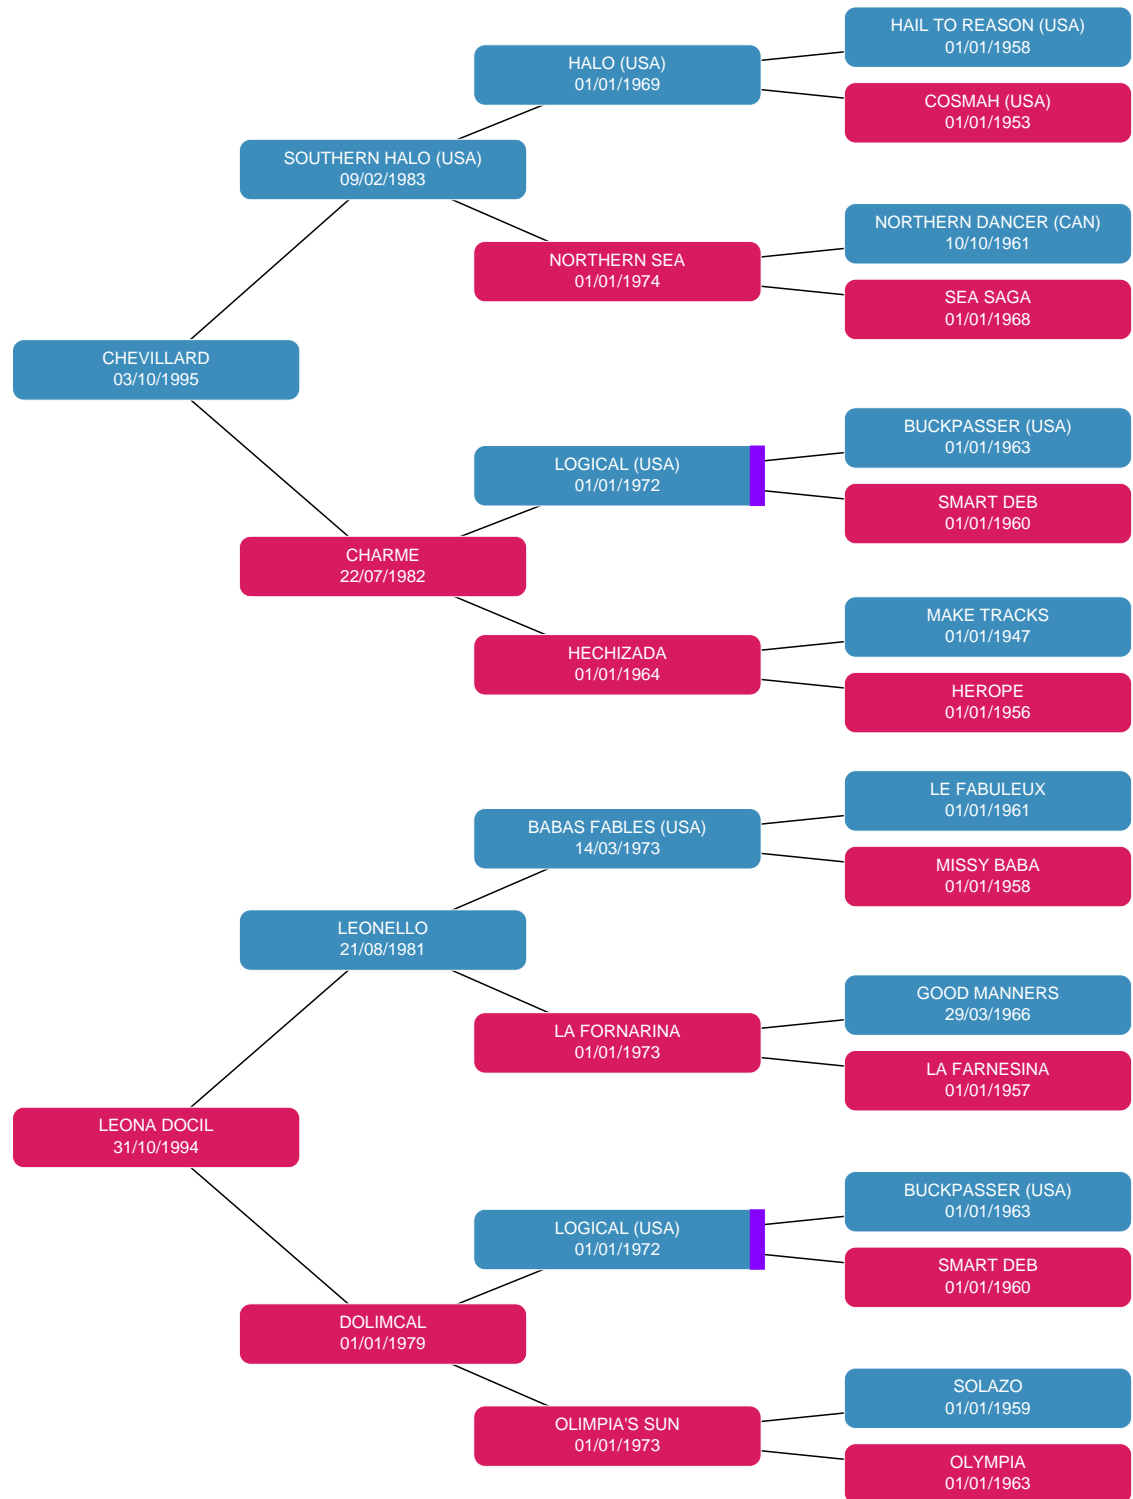 HAIL TO REASON (USA)
01/01/1958
HALO (USA)
01/01/1969
COSMAH (USA)
01/01/1953
SOUTHERN HALO (USA)
09/02/1983
NORTHERN DANCER (CAN)
10/10/1961
NORTHERN SEA
01/01/1974
SEA SAGA
01/01/1968
CHEVILLARD
03/10/1995
BUCKPASSER (USA)
01/01/1963
LOGICAL (USA)
01/01/1972
SMART DEB
01/01/1960
CHARME
22/07/1982
MAKE TRACKS
01/01/1947
HECHIZADA
01/01/1964
HEROPE
01/01/1956
LE FABULEUX
01/01/1961
BABAS FABLES (USA)
14/03/1973
MISSY BABA
01/01/1958
LEONELLO
21/08/1981
GOOD MANNERS
29/03/1966
LA FORNARINA
01/01/1973
LA FARNESINA
01/01/1957
LEONA DOCIL
31/10/1994
BUCKPASSER (USA)
01/01/1963
LOGICAL (USA)
01/01/1972
SMART DEB
01/01/1960
DOLIMCAL
01/01/1979
SOLAZO
01/01/1959
OLIMPIA'S SUN
01/01/1973
OLYMPIA
01/01/1963